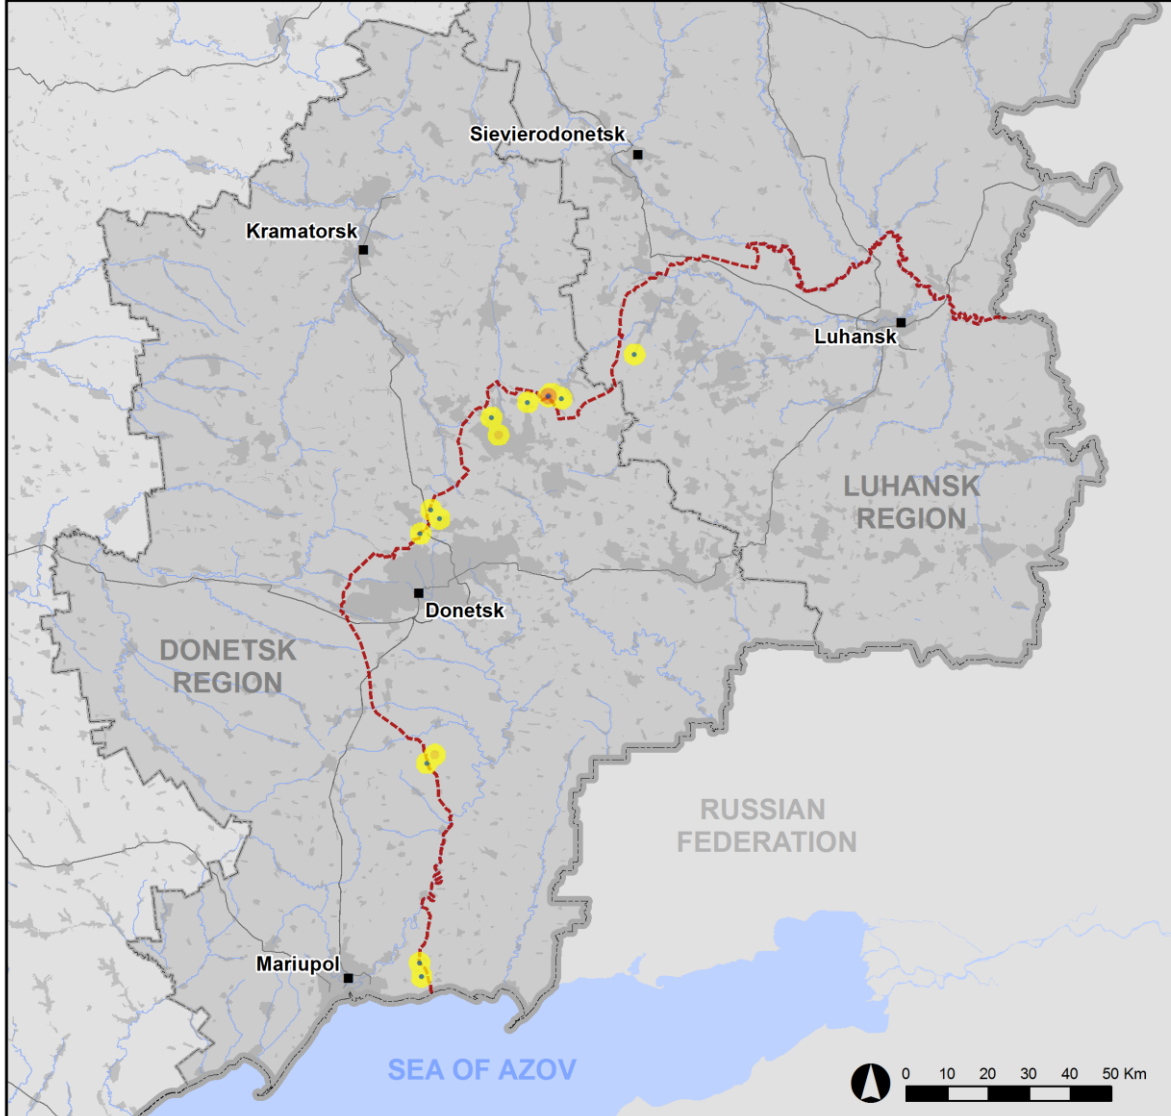 Sievierodonetsk
Kramatorsk
Luhansk
LUHANSK
REGION
Donetsk
DONETSK
REGION
RUSSIAN
FEDERATION
Mariupol
SEA OF AZOV
0 10 20 30 40 50 Km